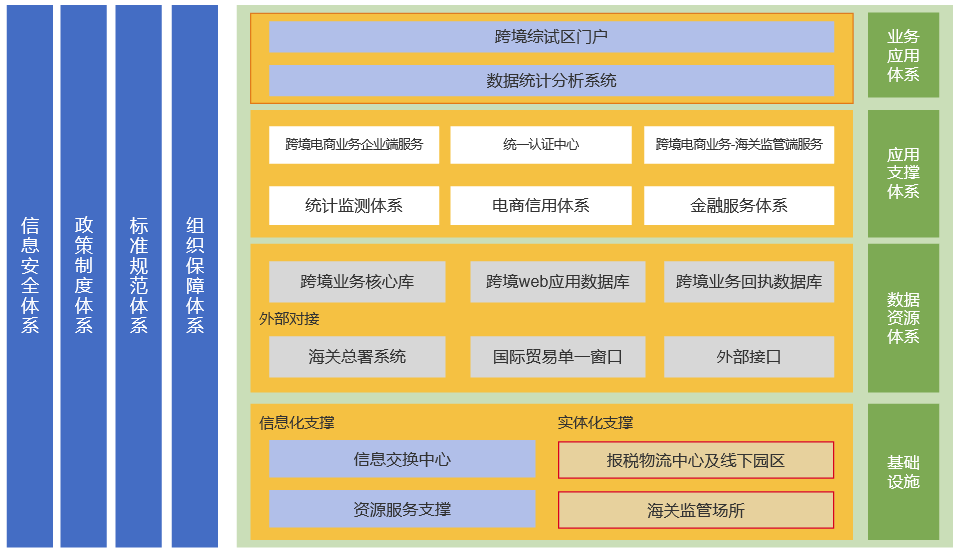 信息安全体系
政策制度体系
标准规范体系
组织保障体系
跨境综试区门户
数据统计分析系统
业务
应用
体系
跨境电商业务企业端服务
统一认证中心
跨境电商业务-海关监管端服务
统计监测体系
电商信用体系
金融服务体系
应用
支撑
体系
跨境业务核心库
跨境web应用数据库
跨境业务回执数据库
外部对接
海关总署系统
国际贸易单一窗口
外部接口
数据
资源
体系
信息化支撑
实体化支撑
信息交换中心
报税物流中心及线下园区
资源服务支撑
海关监管场所
基础
设施